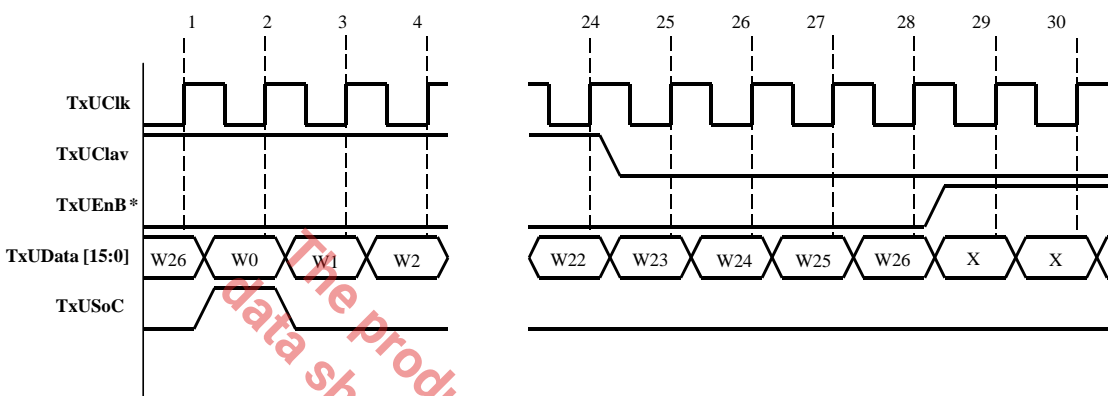 1 2 3 4 24 25 26 27 28 29 30
TxUClk
TxUClav
TxUEnB *
TxUData [15:0] W26 W0 W1 W2 W22 W23 W24 W25 W26 X X
TxUSoC
The produ
data sh